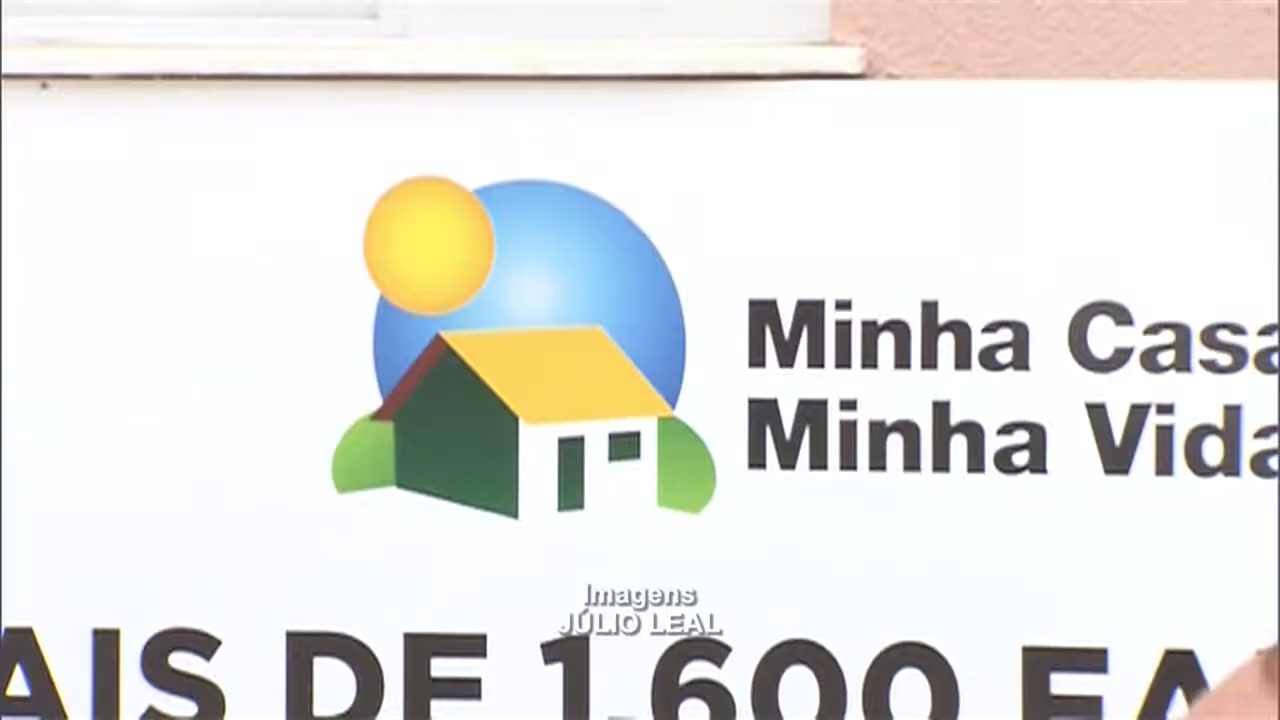 Minha Casa
Minha Vida
Imagens
JÚLIO LEAL
AIS DE 1.600 FA